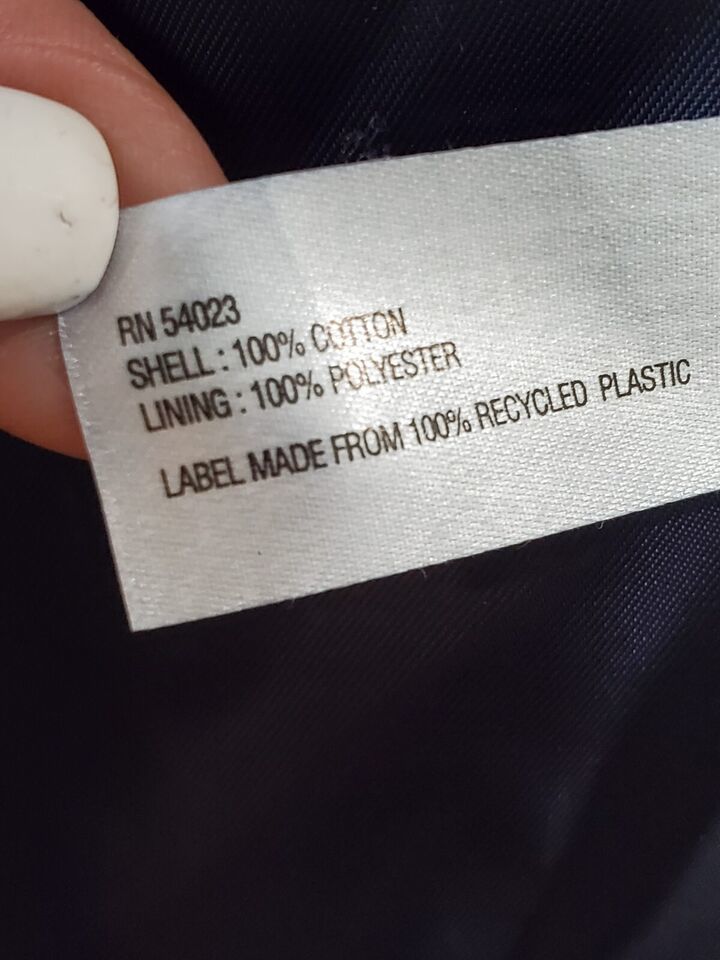 RN 54023
SHELL : 100% COTTON
LINING : 100% POLYESTER
LABEL MADE FROM 100% RECYCLED PLASTIC